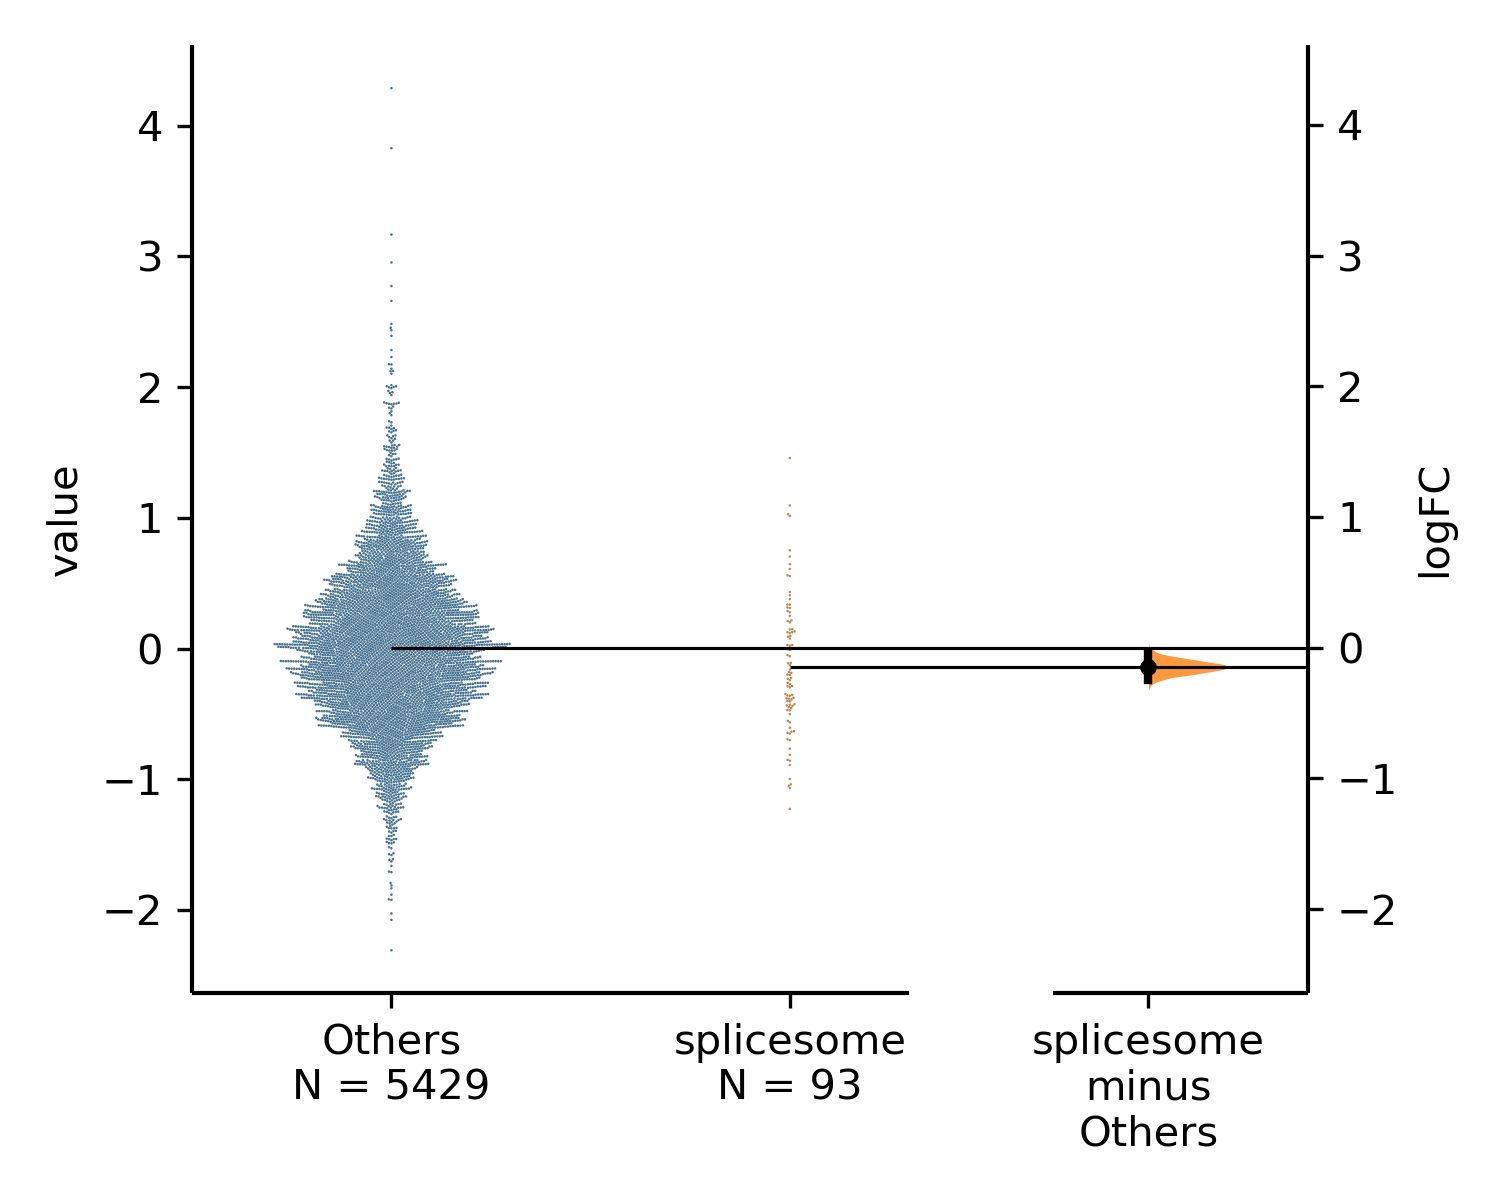 value
4
3
2
1
0
−1
−2
Others
N = 5429
splicesome
N = 93
splicesome
minus
Others
4
3
2
1
0
−1
−2
logFC